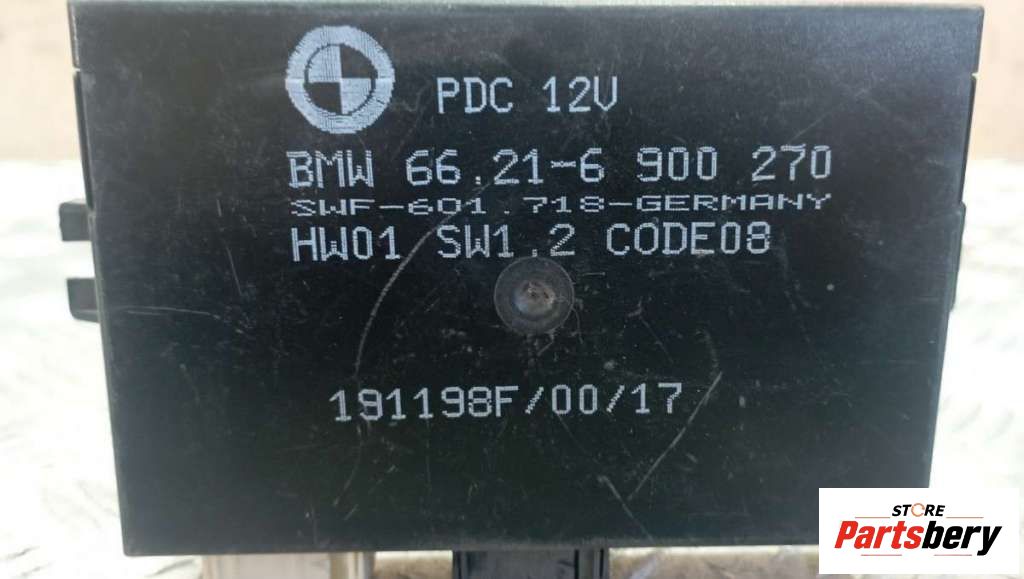 PDC 12V
BMW 66.21-6 900 270
SWF-601.718-GERMANY
HW01 SW1.2 CODE08
191198F/00/17
STORE
Partsbery